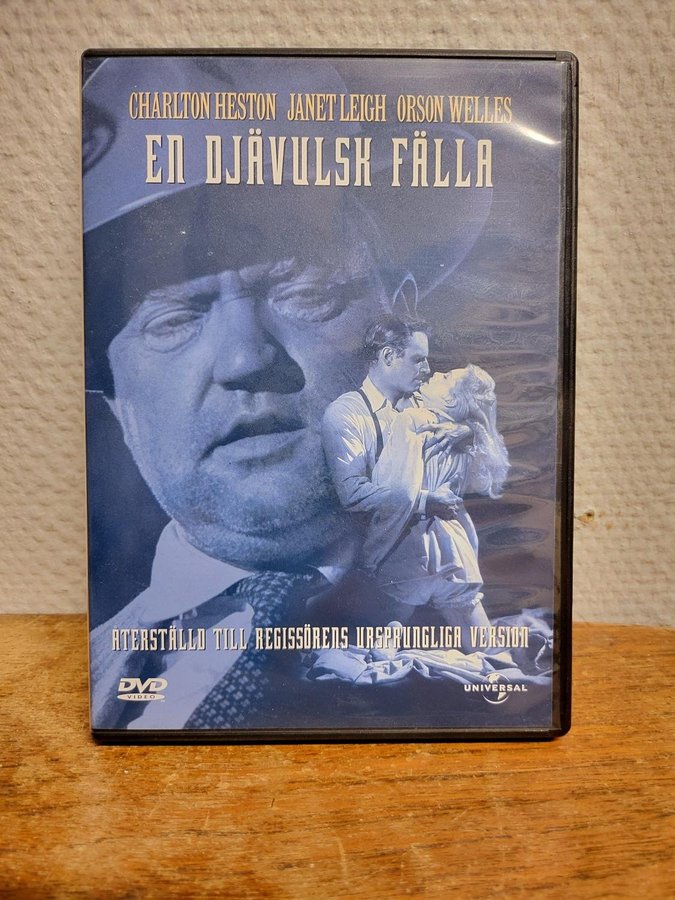 CHARLTON HESTON JANET LEIGH ORSON WELLES
EN DJÄVULSK FÄLLA
ÅTERSTÄLLD TILL REGISSÖRENS URSPRUNGLIGA VERSION
DVD
VIDEO
UNIVERSAL